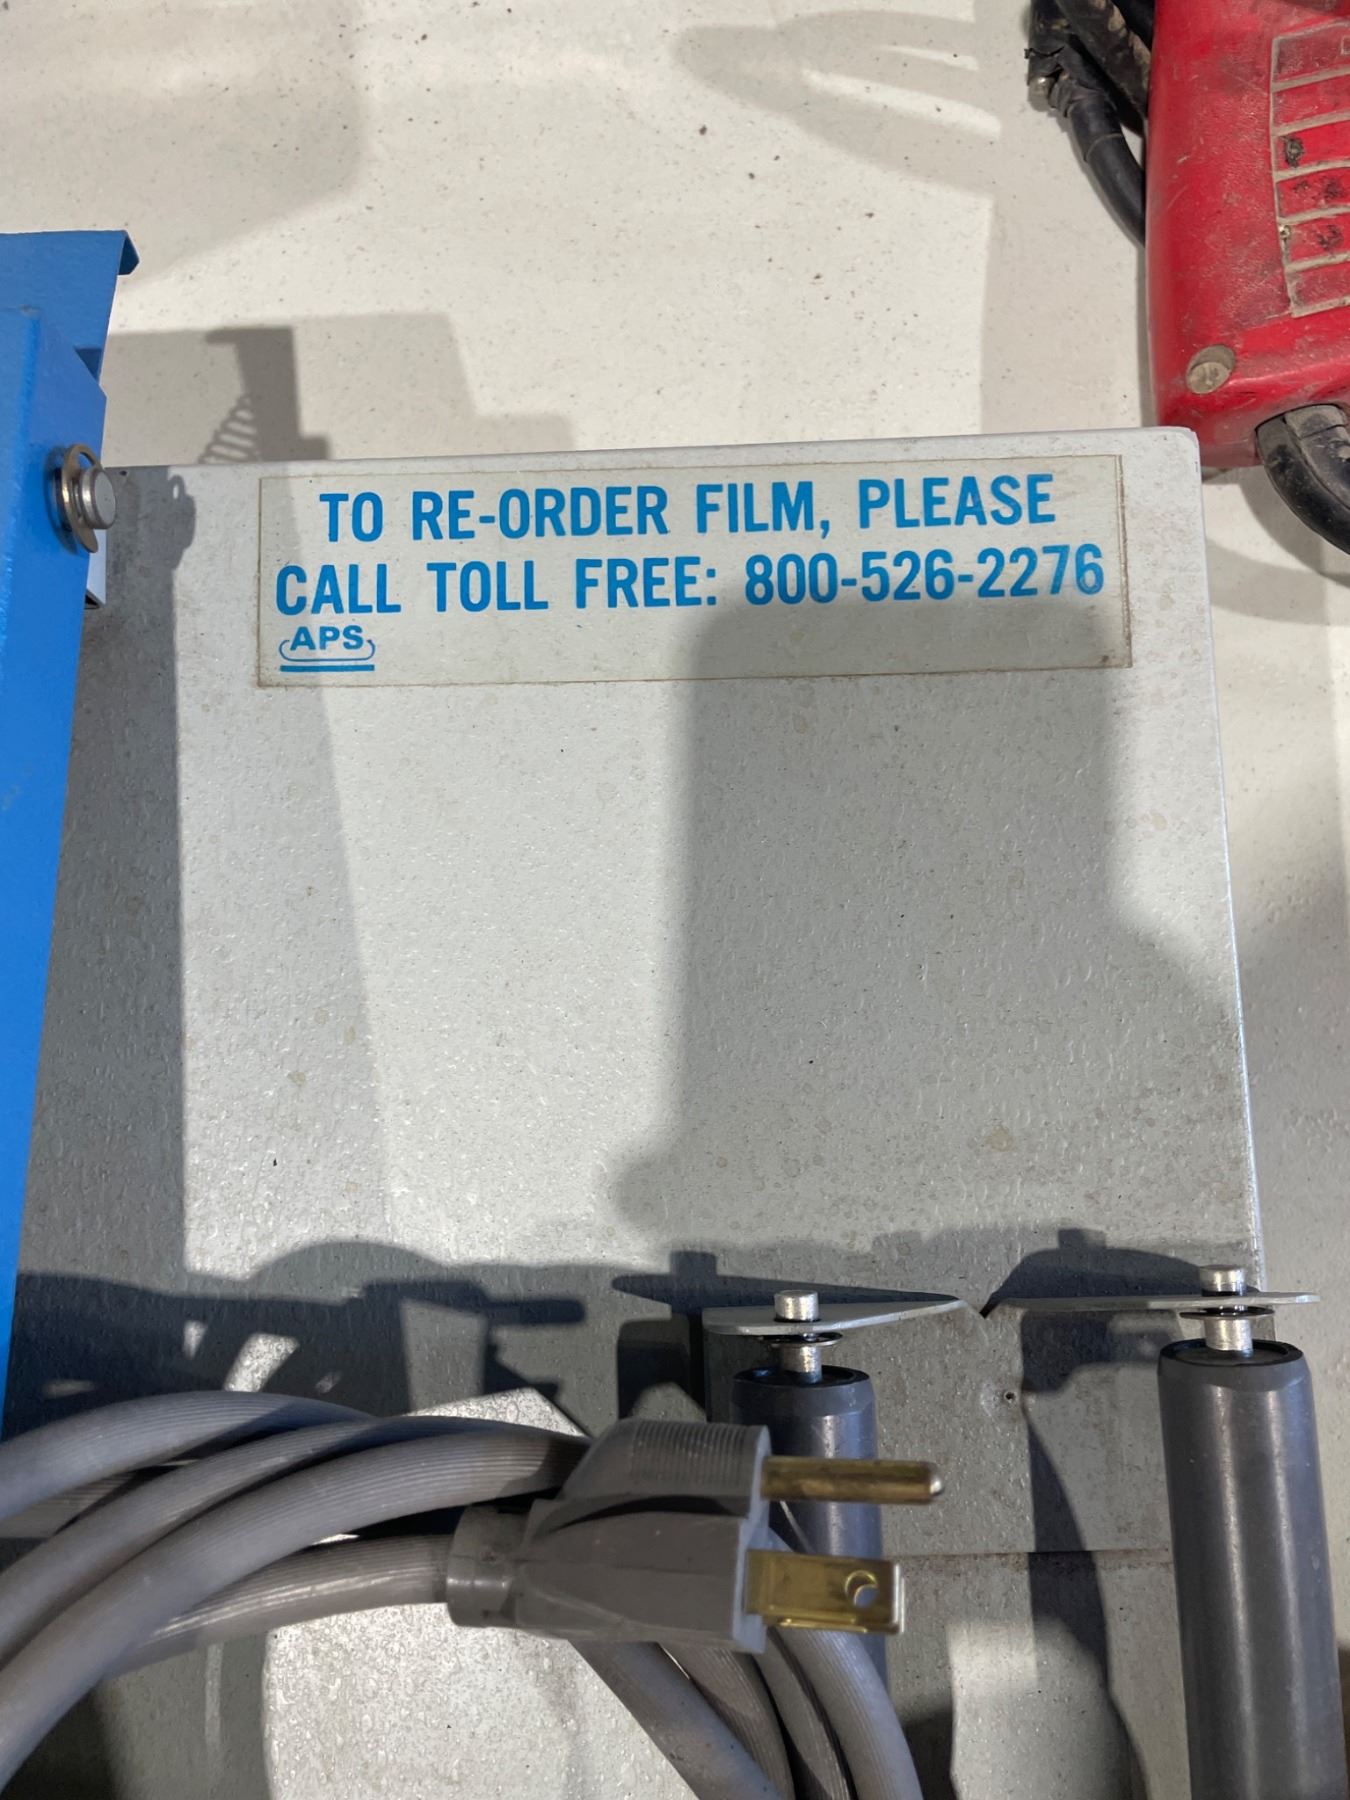 TO RE-ORDER FILM, PLEASE
CALL TOLL FREE: 800-526-2276
APS